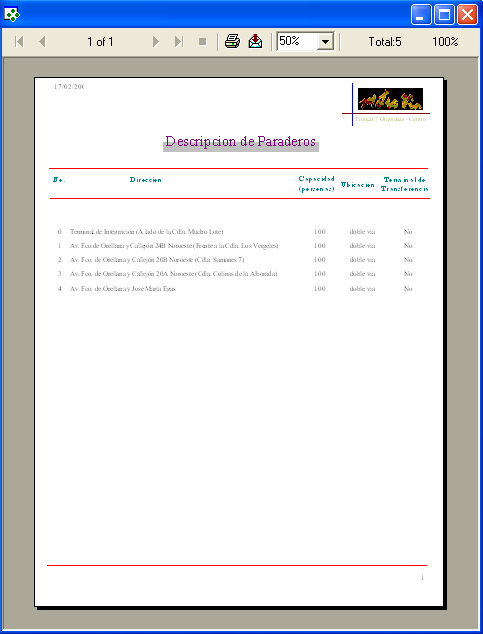 1 of 1 50% Total:5 100%
17/02/200
Troncal 7 Orquídeas - Centro
Descripcion de Paraderos
No. Direccion Capacidad (personas) Ubicación Terminal de Transferencia
0 Terminal de Integración (A lado de la Cdla. Mucho Lote) 100 doble via No
1 Av. Fco. de Orellana y Callejón 24B Noroeste (Frente a la Cdla. Los Vergeles) 100 doble via No
2 Av. Fco. de Orellana y Callejón 20B Noroeste (Cdla. Samanes 7) 100 doble via No
3 Av. Fco. de Orellana y Callejón 20A Noroeste (Cdla. Colinas de la Alborada) 100 doble via No
4 Av. Fco. de Orellana y José María Egas 100 doble via No
1